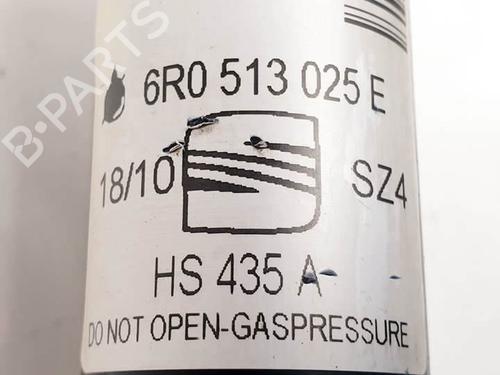 B-PARTS
6R0 513 025 E
18/10 SZ4
HS 435 A
DO NOT OPEN-GASPRESSURE